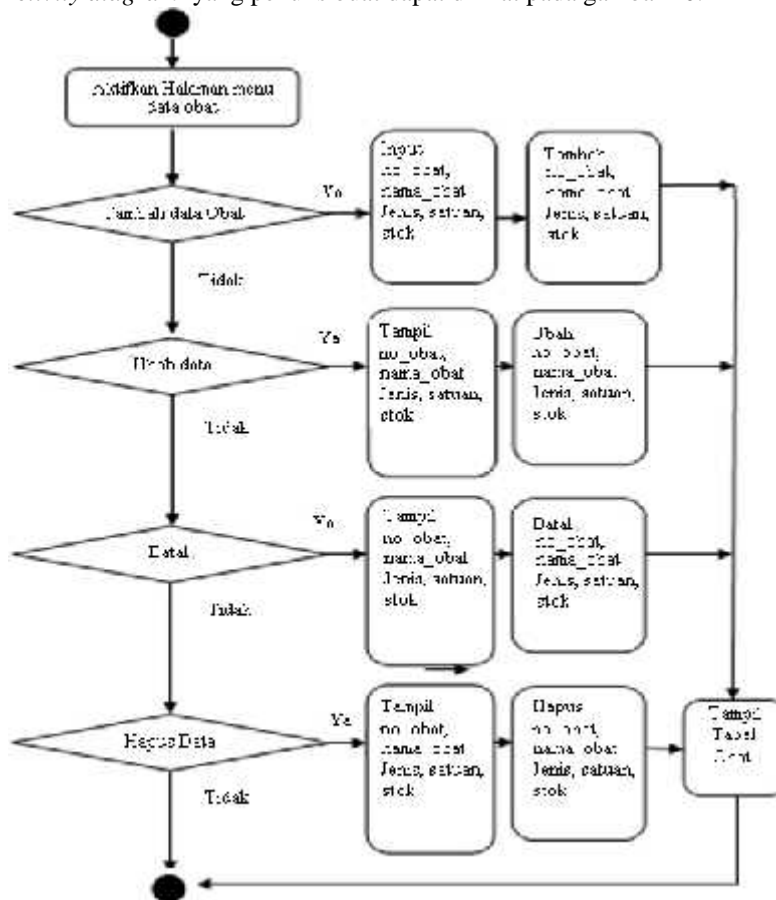 Aktifkan Halaman menu
data obat
Input
no_obat,
nama_obat
Jenis, satuan,
stok
Tambah
no_obat,
nama_obat
Jenis, satuan,
stok
Ya
Tambah data Obat
Tidak
Tampil
no_obat,
nama_obat
Jenis, satuan,
stok
Ubah
no_obat,
nama_obat
Jenis, satuan,
stok
Ya
Ubah data
Tidak
Tampil
no_obat,
nama_obat
Jenis, satuan,
stok
Batal
no_obat,
nama_obat
Jenis, satuan,
stok
Ya
Batal
Tidak
Tampil
no_obat,
nama_obat
Jenis, satuan,
stok
Hapus
no_obat,
nama_obat
Jenis, satuan,
stok
Tampil
Tabel
Obat
Ya
Hapus Data
Tidak